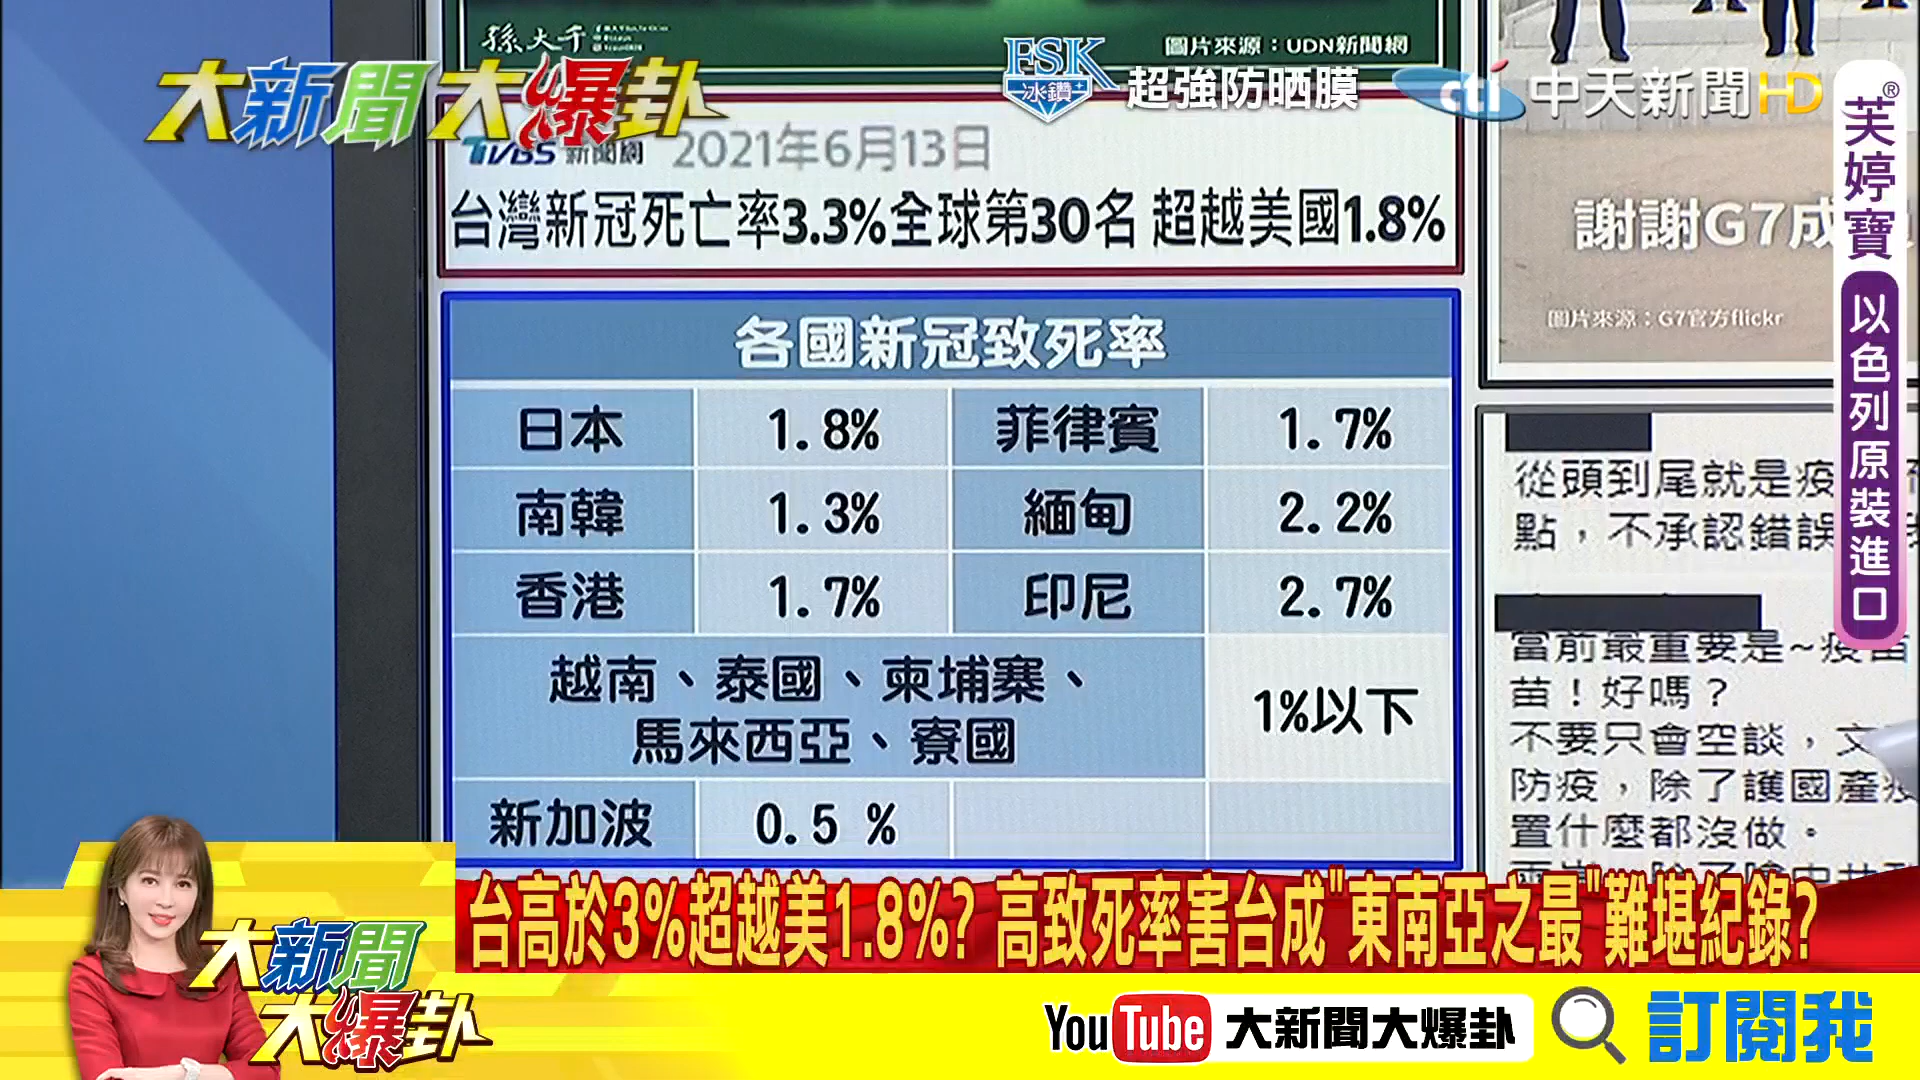 孫大千
圖片來源：UDN新聞網
大新聞大爆卦
FSK
冰鑽
超強防晒膜
cti 中天新聞HD
TVBS 新聞網 2021年6月13日
台灣新冠死亡率3.3%全球第30名 超越美國1.8%
各國新冠致死率
日本 1.8% 菲律賓 1.7%
南韓 1.3% 緬甸 2.2%
香港 1.7% 印尼 2.7%
越南、泰國、柬埔寨、
馬來西亞、寮國
1%以下
新加波 0.5 %
謝謝G7成
圖片來源：G7官方flickr
從頭到尾就是疫
點，不承認錯誤
當前最重要是~疫苗
苗！好嗎？
不要只會空談，文
防疫，除了護國產疫
置什麼都沒做。
芙婷寶®
以色列原裝進口
台高於3%超越美1.8%? 高致死率害台成"東南亞之最"難堪紀錄?
大新聞
大爆卦
YouTube 大新聞大爆卦 訂閱我